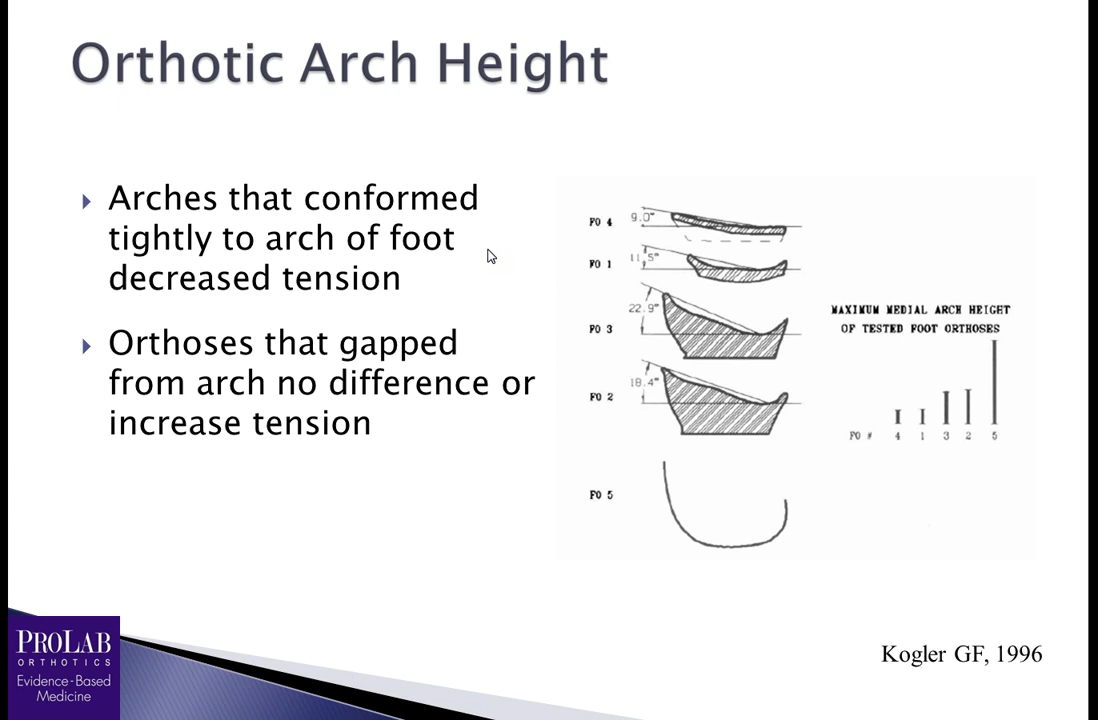 Orthotic Arch Height
Arches that conformed
tightly to arch of foot
decreased tension
Orthoses that gapped
from arch no difference or
increase tension
FO 4
9.0°
FO 1
11.5°
FO 3
22.9°
FO 2
18.4°
FO 5
MAXIMUM MEDIAL ARCH HEIGHT
OF TESTED FOOT ORTHOSES
FO # 4 1 3 2 5
PROLAB
ORTHOTICS
Evidence-Based
Medicine
Kogler GF, 1996